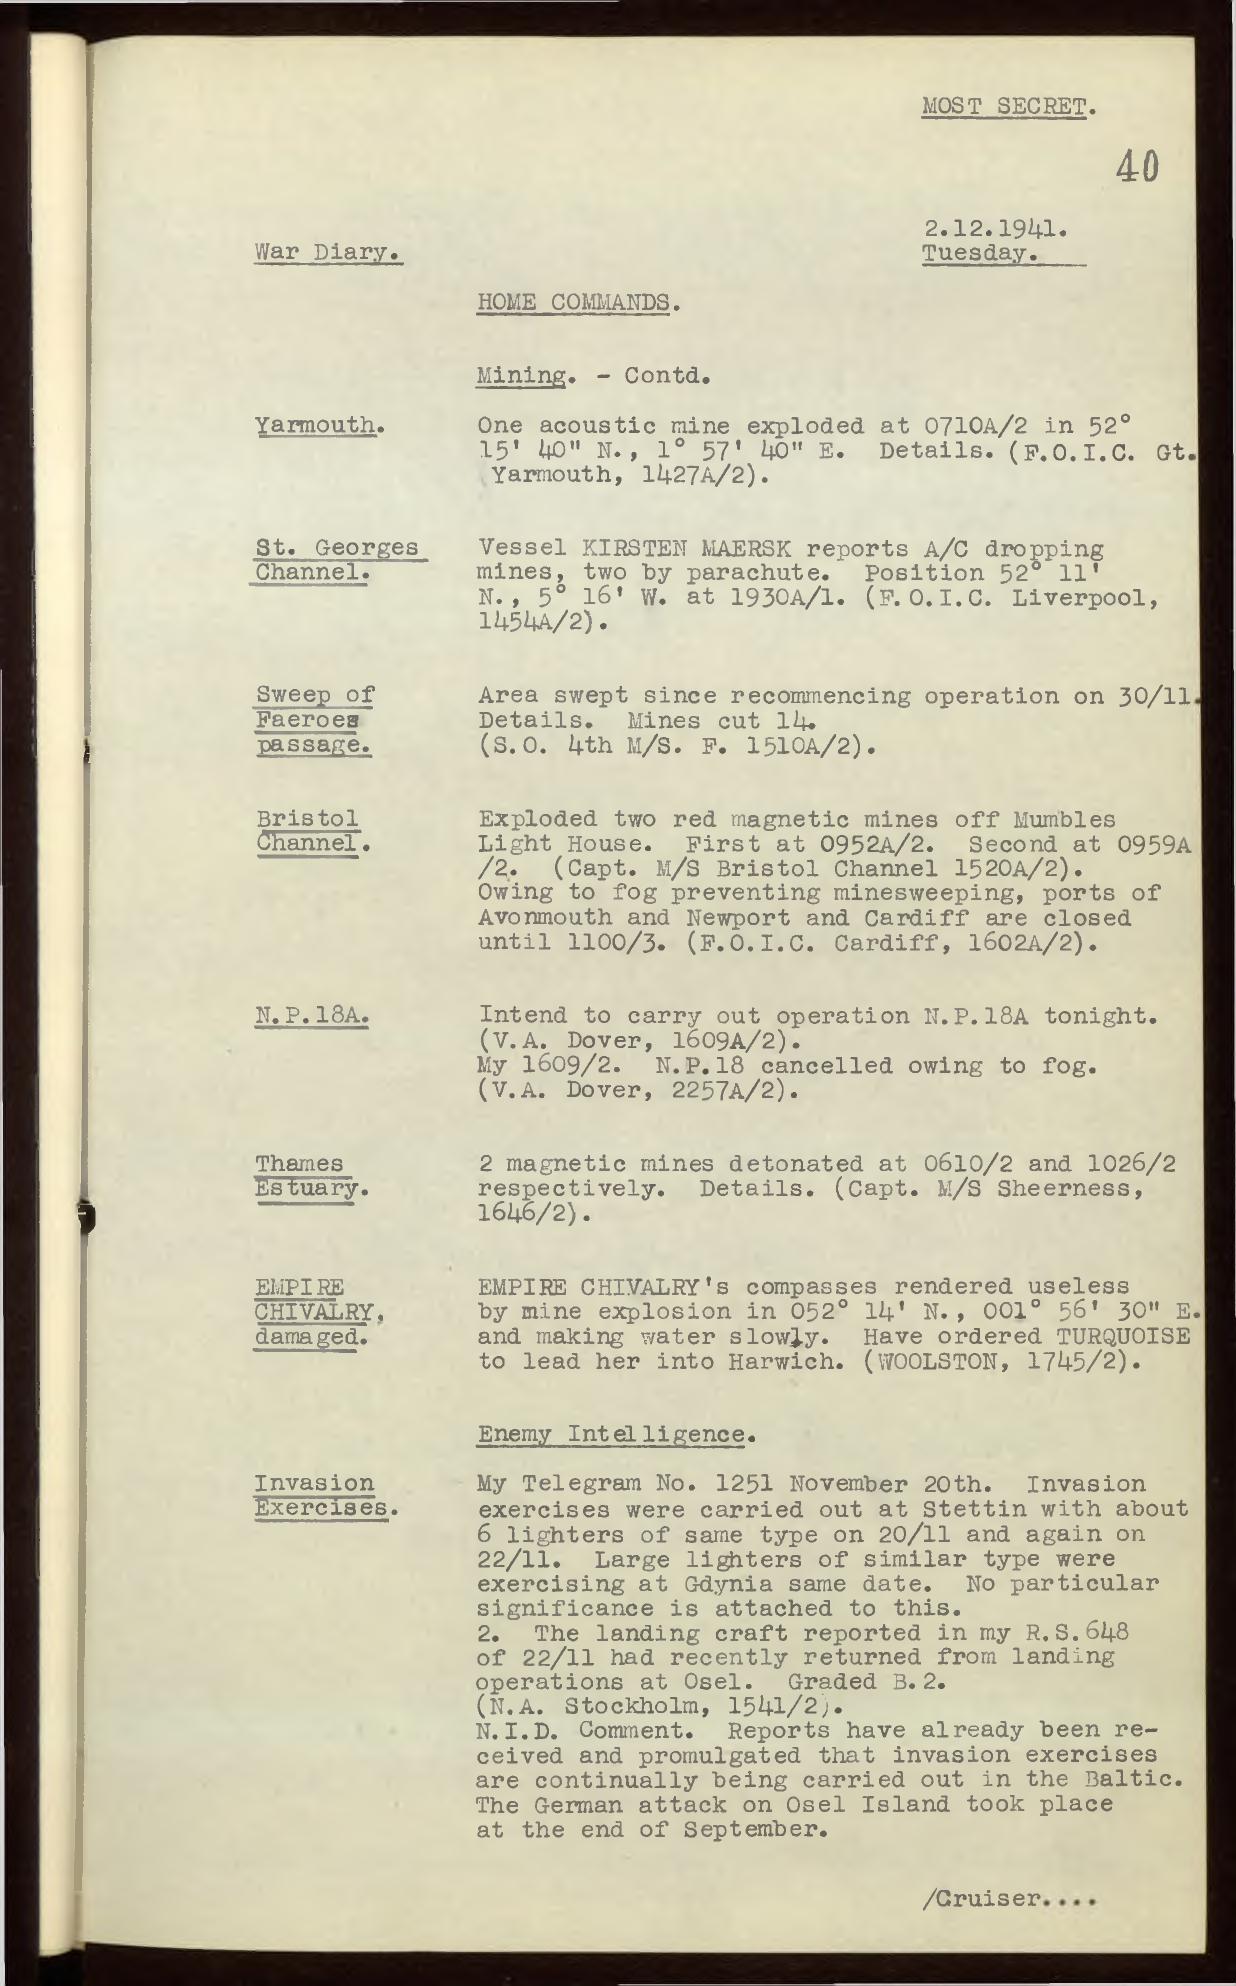 MOST SECRET.
40
2.12.1941.
War Diary.
Tuesday.
HOME COMMANDS.
Mining. - Contd.
Yarmouth.
One acoustic mine exploded at 0710A/2 in 52°
15' 40" N., 1° 57' 40" E. Details. (F.O.I.C. Gt.
Yarmouth, 1427A/2).
St. Georges
Channel.
Vessel KIRSTEN MAERSK reports A/C dropping
mines, two by parachute. Position 52° 11'
N., 5° 16' W. at 1930A/1. (F.O.I.C. Liverpool,
1454A/2).
Sweep of
Faeroes
passage.
Area swept since recommencing operation on 30/11.
Details. Mines cut 14.
(S.O. 4th M/S. F. 1510A/2).
Bristol
Channel.
Exploded two red magnetic mines off Mumbles
Light House. First at 0952A/2. Second at 0959A
/2. (Capt. M/S Bristol Channel 1520A/2).
Owing to fog preventing minesweeping, ports of
Avonmouth and Newport and Cardiff are closed
until 1100/3. (F.O.I.C. Cardiff, 1602A/2).
N.P.18A.
Intend to carry out operation N.P.18A tonight.
(V.A. Dover, 1609A/2).
My 1609/2. N.P.18 cancelled owing to fog.
(V.A. Dover, 2257A/2).
Thames
Estuary.
2 magnetic mines detonated at 0610/2 and 1026/2
respectively. Details. (Capt. M/S Sheerness,
1646/2).
EMPIRE
CHIVALRY,
damaged.
EMPIRE CHIVALRY's compasses rendered useless
by mine explosion in 052° 14' N., 001° 56' 30" E.
and making water slowly. Have ordered TURQUOISE
to lead her into Harwich. (WOOLSTON, 1745/2).
Enemy Intelligence.
Invasion
Exercises.
My Telegram No. 1251 November 20th. Invasion
exercises were carried out at Stettin with about
6 lighters of same type on 20/11 and again on
22/11. Large lighters of similar type were
exercising at Gdynia same date. No particular
significance is attached to this.
2. The landing craft reported in my R.S.648
of 22/11 had recently returned from landing
operations at Osel. Graded B.2.
(N.A. Stockholm, 1541/2).
N.I.D. Comment. Reports have already been re-
ceived and promulgated that invasion exercises
are continually being carried out in the Baltic.
The German attack on Osel Island took place
at the end of September.
/Cruiser....